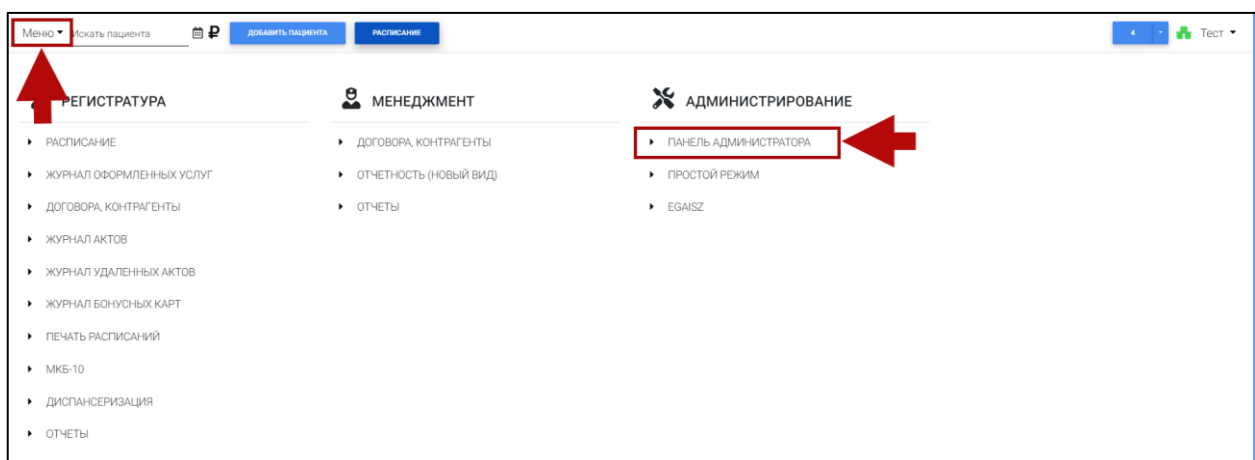 Меню Искать пациента ДОБАВИТЬ ПАЦИЕНТА РАСПИСАНИЕ 4 Тест
РЕГИСТРАТУРА
РАСПИСАНИЕ
ЖУРНАЛ ОФОРМЛЕННЫХ УСЛУГ
ДОГОВОРА, КОНТРАГЕНТЫ
ЖУРНАЛ АКТОВ
ЖУРНАЛ УДАЛЕННЫХ АКТОВ
ЖУРНАЛ БОНУСНЫХ КАРТ
ПЕЧАТЬ РАСПИСАНИЙ
МКБ-10
ДИСПАНСЕРИЗАЦИЯ
ОТЧЕТЫ
МЕНЕДЖМЕНТ
ДОГОВОРА, КОНТРАГЕНТЫ
ОТЧЕТНОСТЬ (НОВЫЙ ВИД)
ОТЧЕТЫ
АДМИНИСТРИРОВАНИЕ
ПАНЕЛЬ АДМИНИСТРАТОРА
ПРОСТОЙ РЕЖИМ
EGAISZ